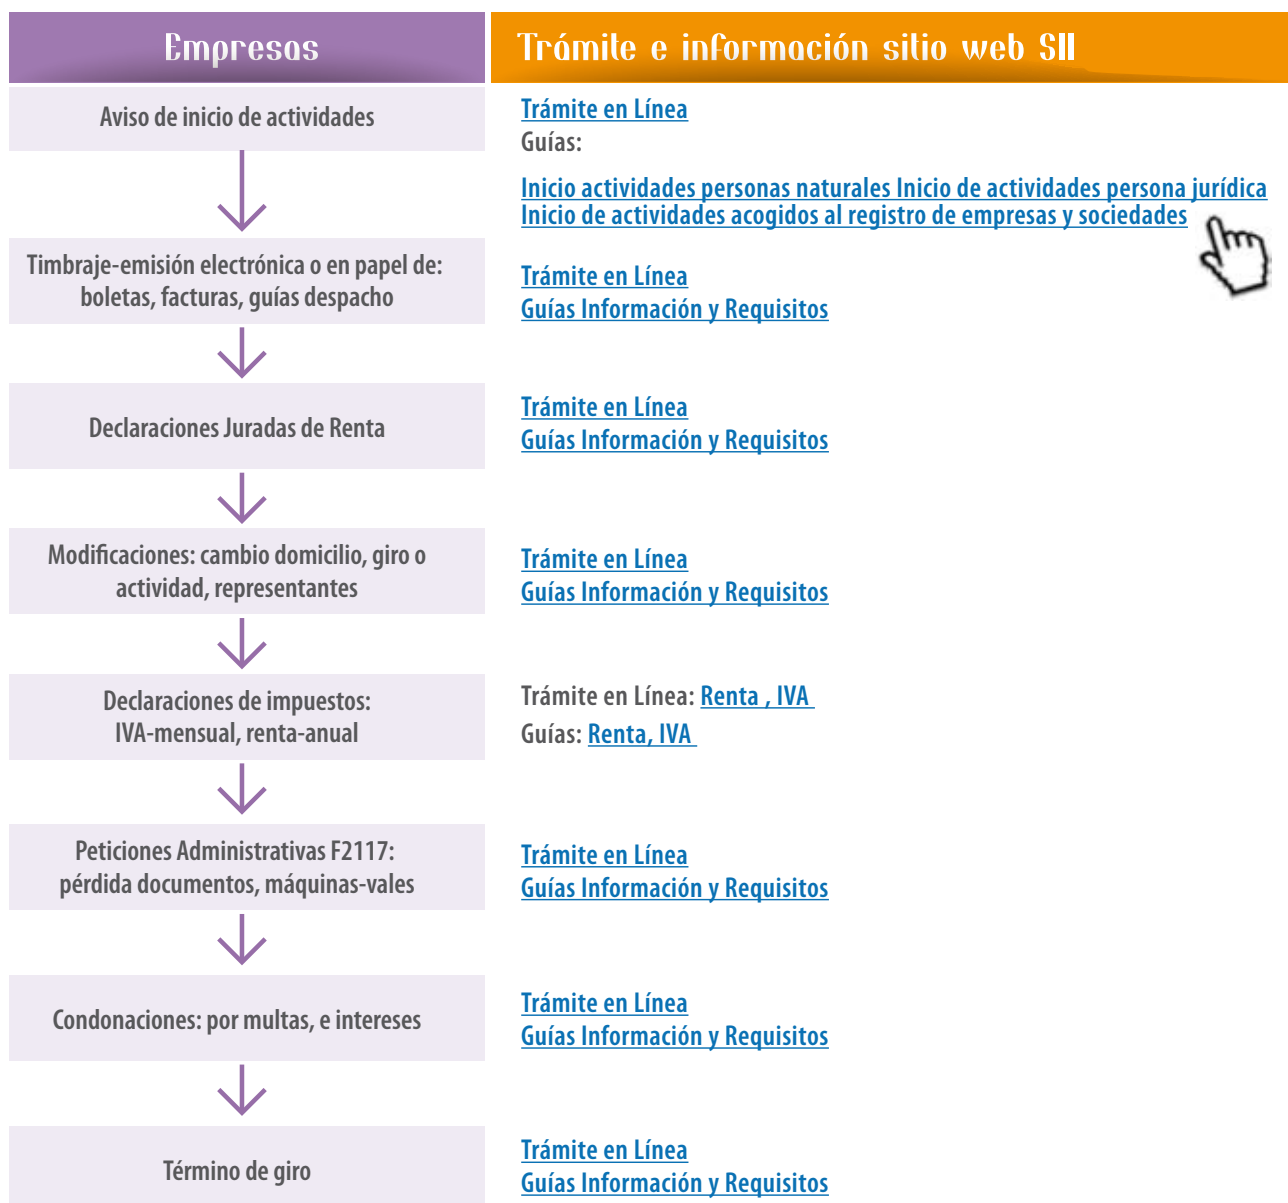 Empresas
Trámite e información sitio web SII
Aviso de inicio de actividades
Trámite en Línea
Guías:
Inicio actividades personas naturales Inicio de actividades persona jurídica
Inicio de actividades acogidos al registro de empresas y sociedades
Timbraje-emisión electrónica o en papel de:
boletas, facturas, guías despacho
Trámite en Línea
Guías Información y Requisitos
Declaraciones Juradas de Renta
Trámite en Línea
Guías Información y Requisitos
Modificaciones: cambio domicilio, giro o
actividad, representantes
Trámite en Línea
Guías Información y Requisitos
Declaraciones de impuestos:
IVA-mensual, renta-anual
Trámite en Línea: Renta , IVA
Guías: Renta, IVA
Peticiones Administrativas F2117:
pérdida documentos, máquinas-vales
Trámite en Línea
Guías Información y Requisitos
Condonaciones: por multas, e intereses
Trámite en Línea
Guías Información y Requisitos
Término de giro
Trámite en Línea
Guías Información y Requisitos